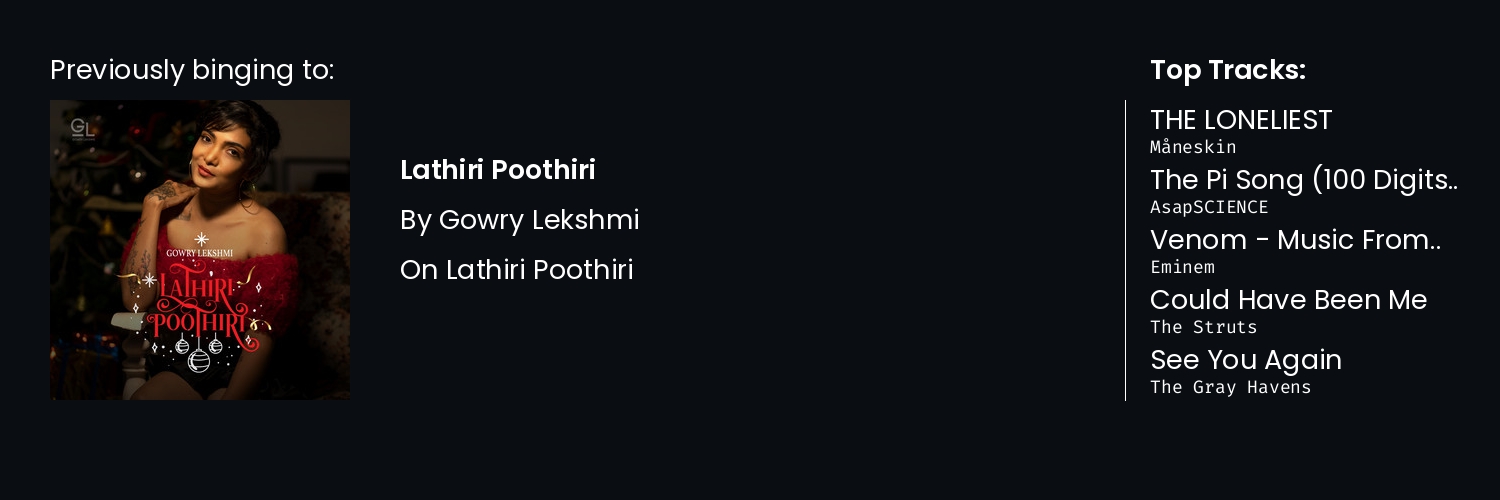 Previously binging to:
GL
GOWRY LEKSHMI
LATHIRI
POOTHIRI
Lathiri Poothiri
By Gowry Lekshmi
On Lathiri Poothiri
Top Tracks:
THE LONELIEST
Måneskin
The Pi Song (100 Digits..
AsapSCIENCE
Venom - Music From..
Eminem
Could Have Been Me
The Struts
See You Again
The Gray Havens